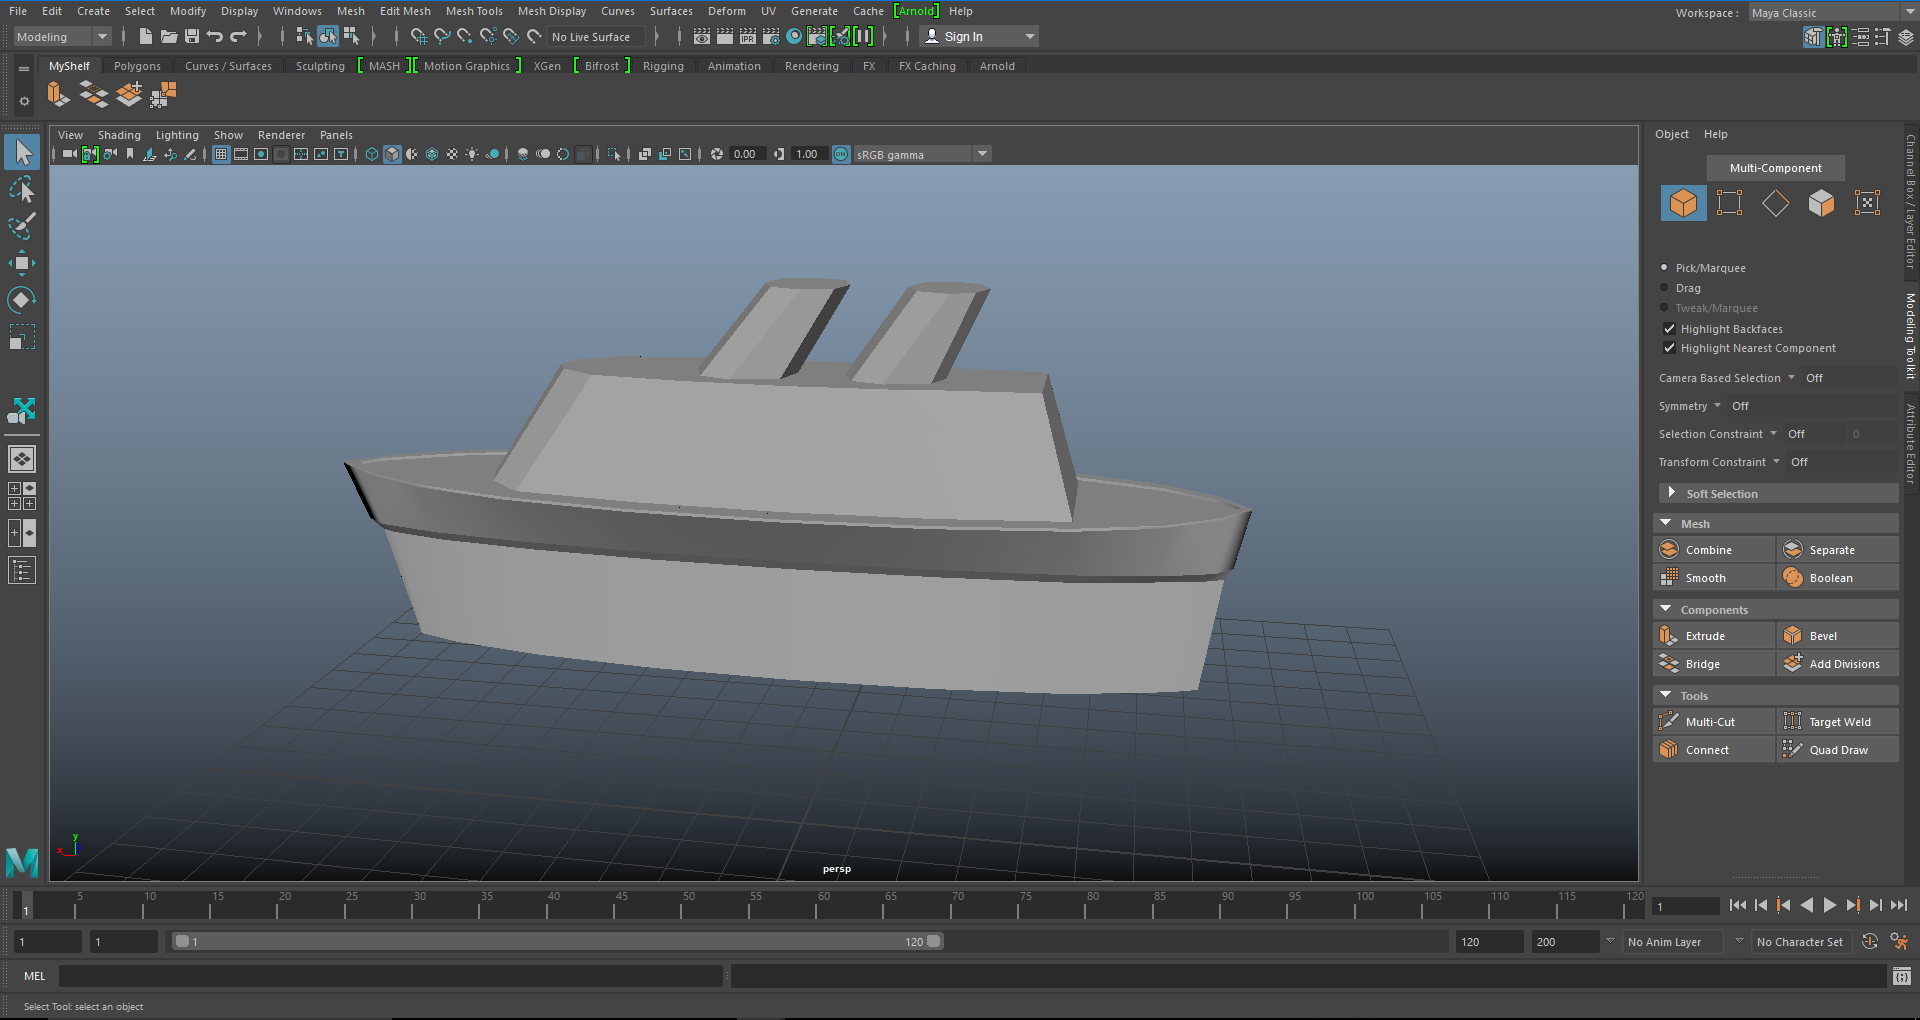 File Edit Create Select Modify Display Windows Mesh Edit Mesh Mesh Tools Mesh Display Curves Surfaces Deform UV Generate Cache [Arnold] Help
Workspace : Maya Classic
Modeling No Live Surface IPR Sign In
MyShelf Polygons Curves / Surfaces Sculpting [ MASH ][ Motion Graphics ] XGen [ Bifrost ] Rigging Animation Rendering FX FX Caching Arnold
View Shading Lighting Show Renderer Panels
0.00 1.00 ON sRGB gamma
Object Help
Multi-Component
Pick/Marquee
Drag
Tweak/Marquee
Highlight Backfaces
Highlight Nearest Component
Camera Based Selection Off
Symmetry Off
Selection Constraint Off 0
Transform Constraint Off
Soft Selection
Mesh
Combine Separate
Smooth Boolean
Components
Extrude Bevel
Bridge Add Divisions
Tools
Multi-Cut Target Weld
Connect Quad Draw
Channel Box / Layer Editor
Modeling Toolkit
Attribute Editor
y
x
persp
M
5 10 15 20 25 30 35 40 45 50 55 60 65 70 75 80 85 90 95 100 105 110 115 120
1 1
1 1 1 120 120 200 No Anim Layer No Character Set
MEL
Select Tool: select an object